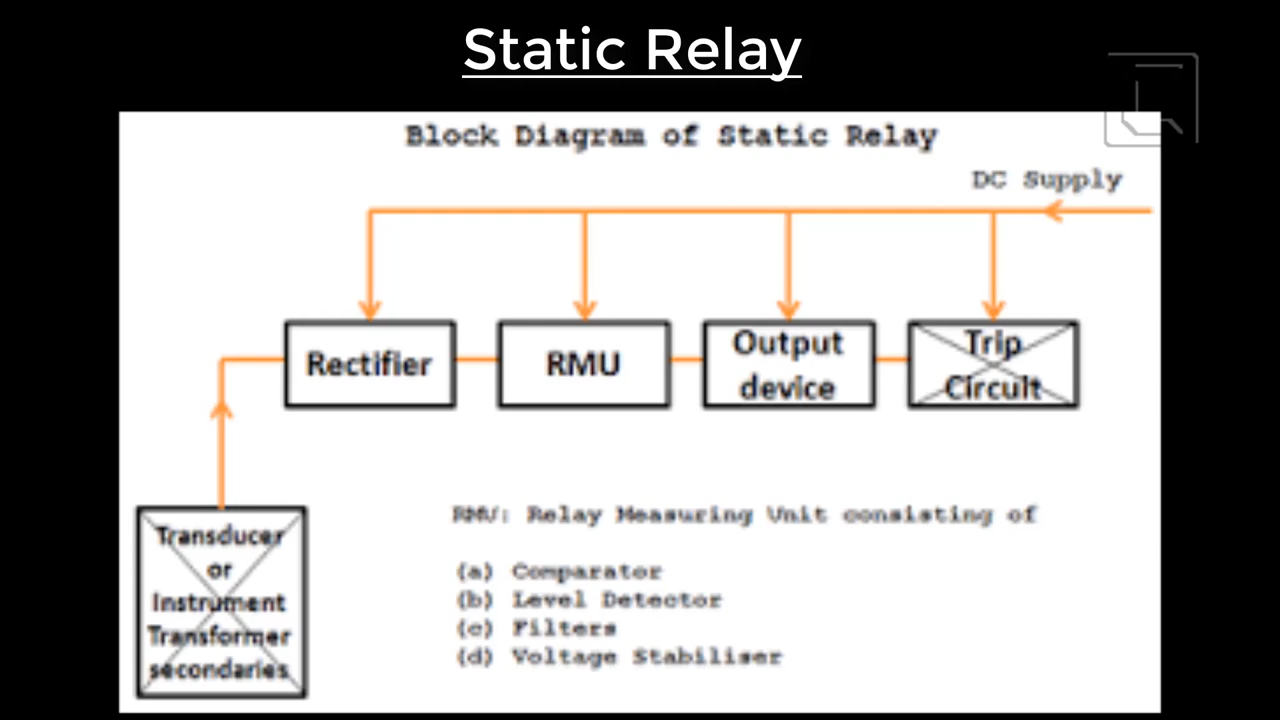 Static Relay
Block Diagram of Static Relay
DC Supply
Rectifier
RMU
Output
device
Trip
Circuit
Transducer
or
Instrument
Transformer
secondaries
RMU: Relay Measuring Unit consisting of
(a) Comparator
(b) Level Detector
(c) Filters
(d) Voltage Stabiliser